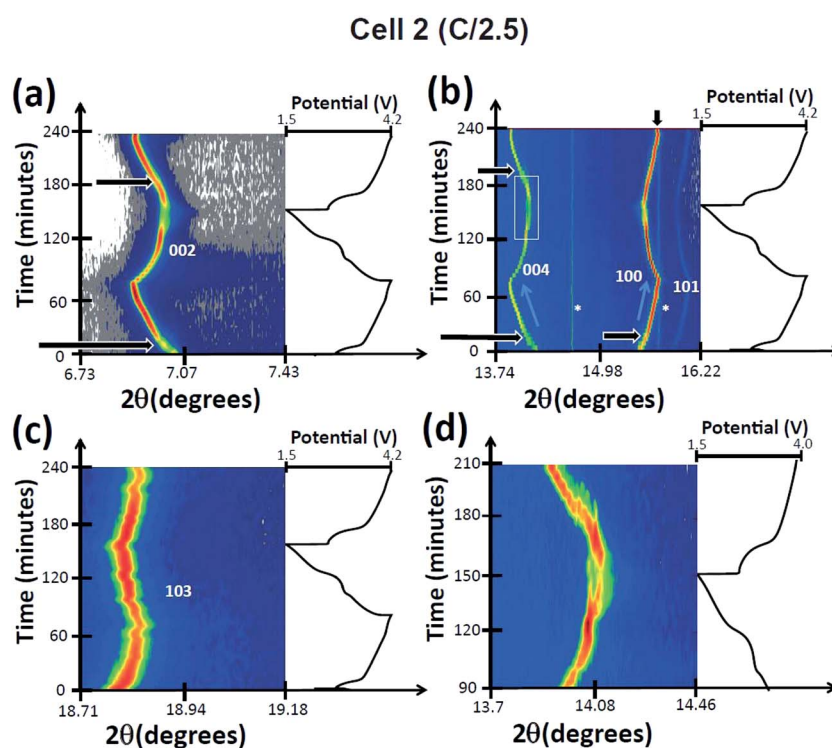 Cell 2 (C/2.5)
(a)
Potential (V)
1.5 4.2
Time (minutes)
240
180
120
60
0
002
6.73 7.07 7.43
2θ(degrees)
(b)
Potential (V)
1.5 4.2
Time (minutes)
240
180
120
60
0
004 100 101
* *
13.74 14.98 16.22
2θ(degrees)
(c)
Potential (V)
1.5 4.2
Time (minutes)
240
180
120
60
0
103
18.71 18.94 19.18
2θ(degrees)
(d)
Potential (V)
1.5 4.0
Time (minutes)
210
180
150
120
90
13.7 14.08 14.46
2θ(degrees)